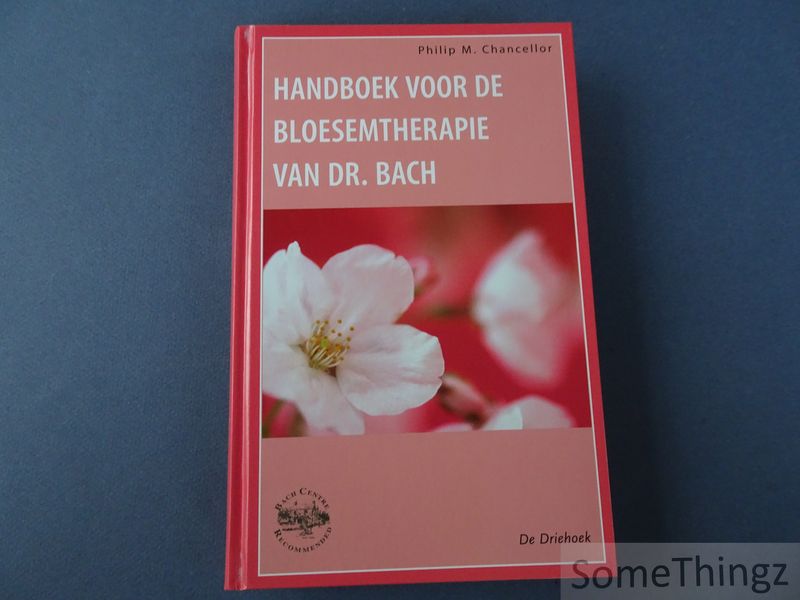 Philip M. Chancellor
HANDBOEK VOOR DE
BLOESEMTHERAPIE
VAN DR. BACH
BACH CENTRE
RECOMMENDED
De Driehoek
SomeThingz